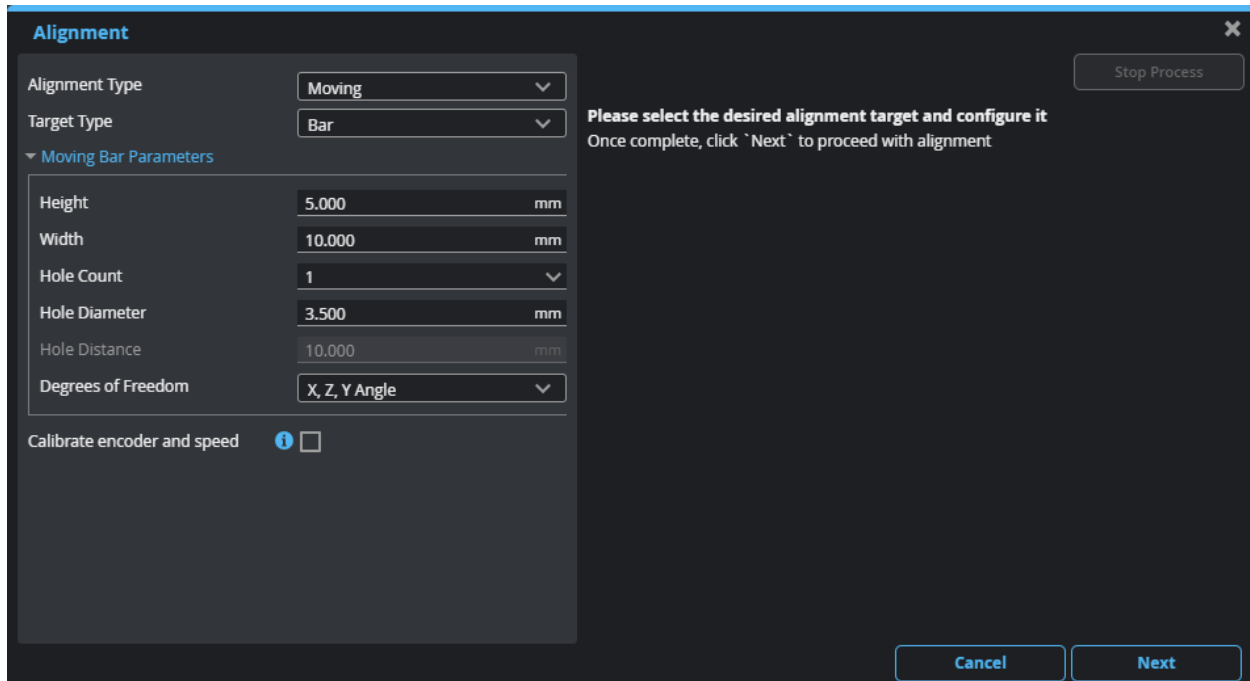 Alignment
Stop Process
Alignment Type Moving
Target Type Bar
Moving Bar Parameters
Height 5.000 mm
Width 10.000 mm
Hole Count 1
Hole Diameter 3.500 mm
Hole Distance 10.000 mm
Degrees of Freedom X, Z, Y Angle
Calibrate encoder and speed
Please select the desired alignment target and configure it
Once complete, click `Next` to proceed with alignment
Cancel Next